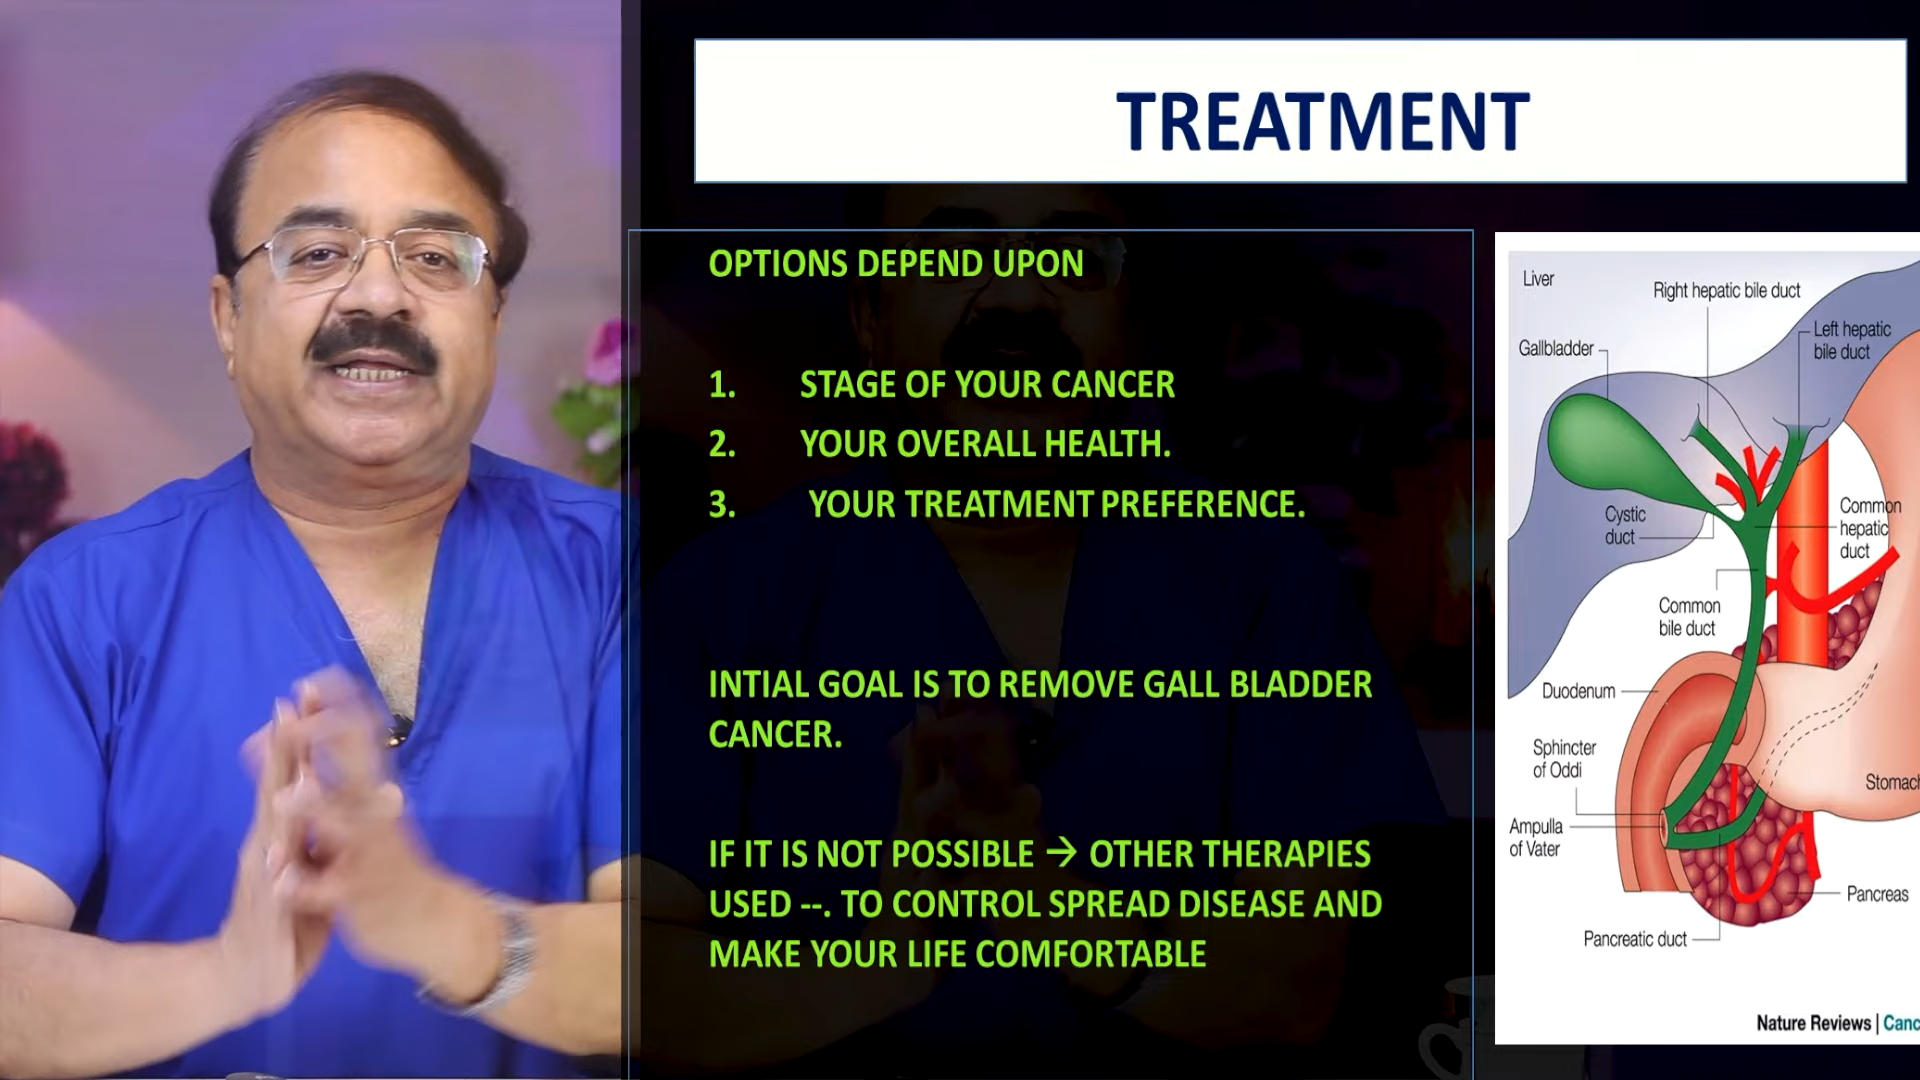 TREATMENT
OPTIONS DEPEND UPON
1. STAGE OF YOUR CANCER
2. YOUR OVERALL HEALTH.
3. YOUR TREATMENT PREFERENCE.
INTIAL GOAL IS TO REMOVE GALL BLADDER
CANCER.
IF IT IS NOT POSSIBLE → OTHER THERAPIES
USED --. TO CONTROL SPREAD DISEASE AND
MAKE YOUR LIFE COMFORTABLE
Liver
Right hepatic bile duct
Left hepatic
bile duct
Gallbladder
Cystic
duct
Common
hepatic
duct
Common
bile duct
Duodenum
Sphincter
of Oddi
Stomach
Ampulla
of Vater
Pancreas
Pancreatic duct
Nature Reviews | Canc